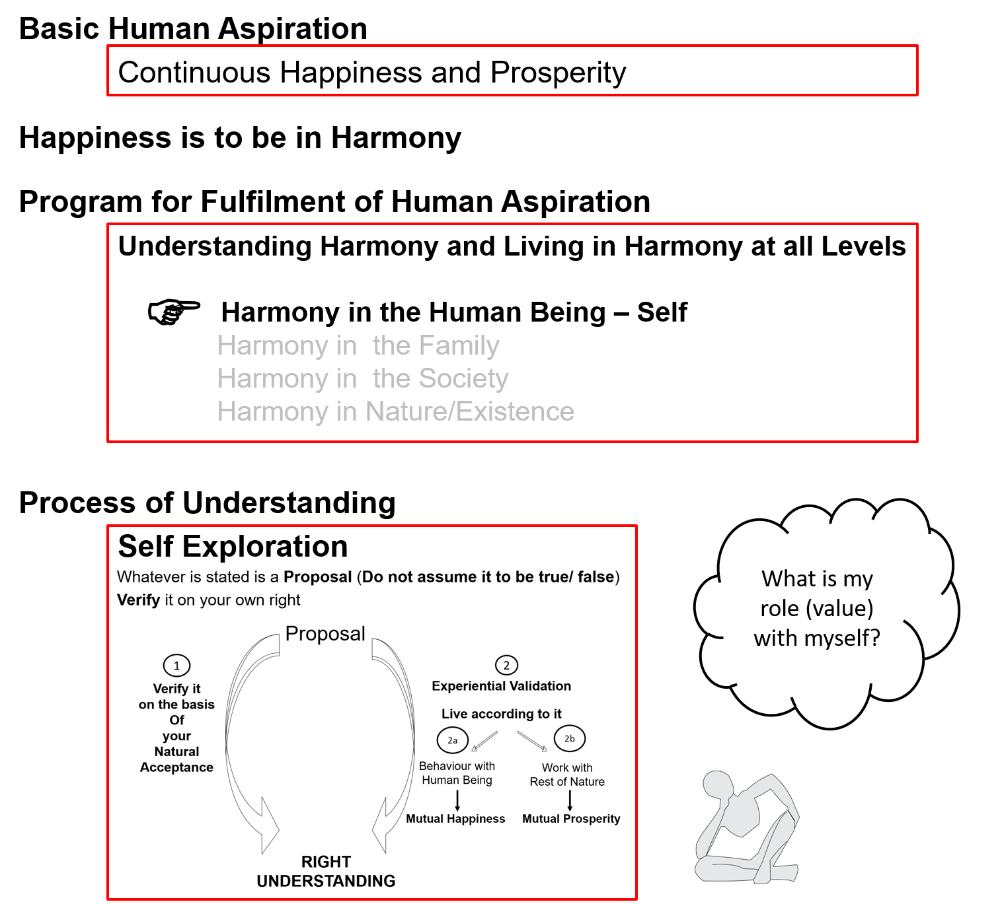 Basic Human Aspiration
Continuous Happiness and Prosperity
Happiness is to be in Harmony
Program for Fulfilment of Human Aspiration
Understanding Harmony and Living in Harmony at all Levels
Harmony in the Human Being – Self
Harmony in  the Family
Harmony in  the Society
Harmony in Nature/Existence
Process of Understanding
Self Exploration
Whatever is stated is a Proposal (Do not assume it to be true/ false)
Verify it on your own right
Proposal
1
Verify it
on the basis
Of
your
Natural
Acceptance
2
Experiential Validation
Live according to it
2a
2b
Behaviour with
Human Being
Work with
Rest of Nature
Mutual Happiness
Mutual Prosperity
RIGHT
UNDERSTANDING
What is my
role (value)
with myself?